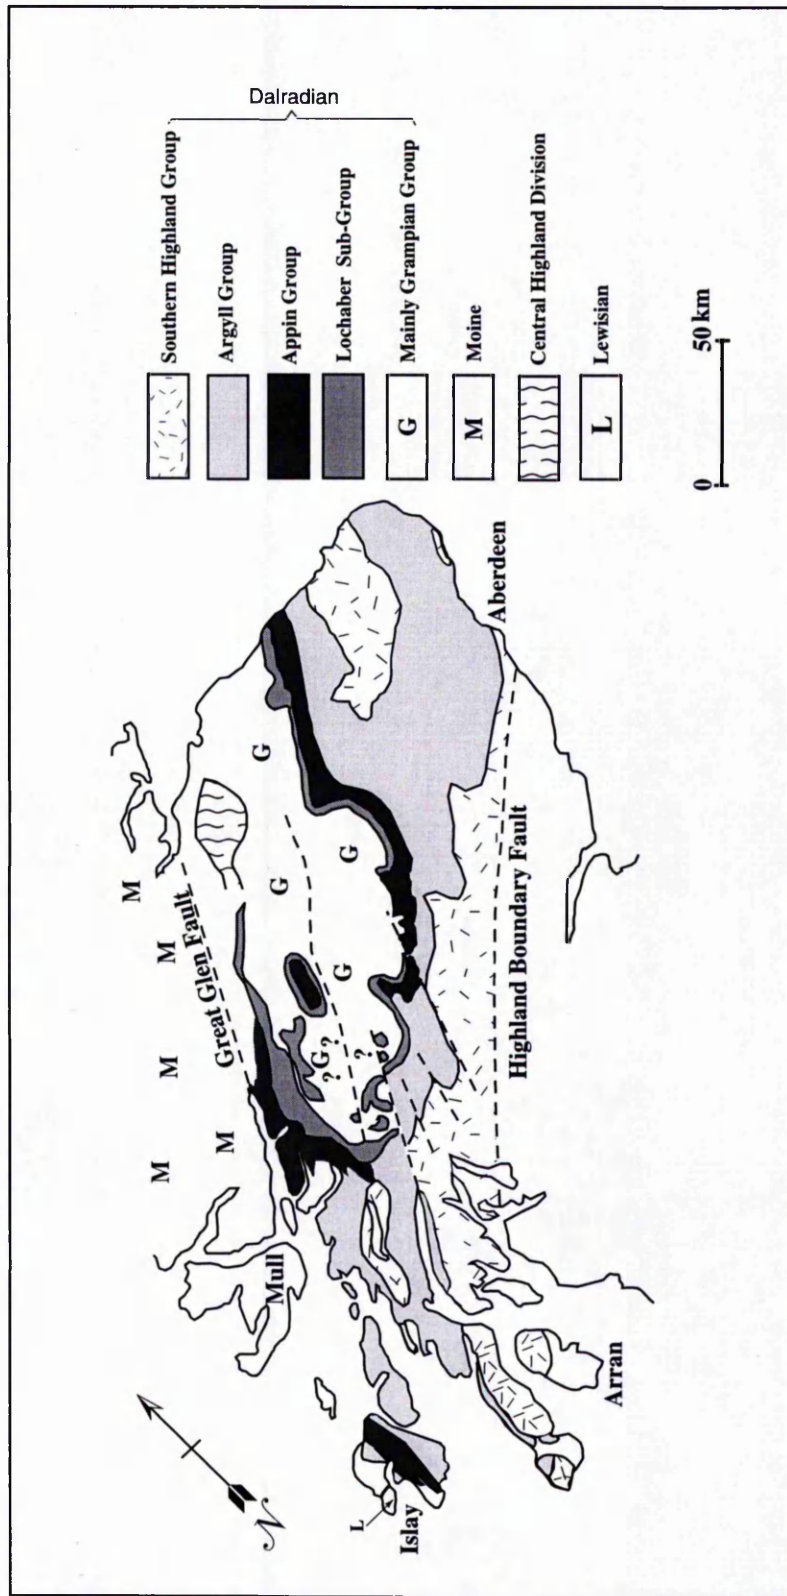 Dalradian
Southern Highland Group
Argyll Group
Appin Group
Lochaber Sub-Group
G
Mainly Grampian Group
M
Moine
Central Highland Division
L
Lewisian
0
50 km
N
M
M
M
M
M
Great Glen Fault
G
G
G
G
G
?
?
?
Mull
Aberdeen
Highland Boundary Fault
L
Islay
Arran